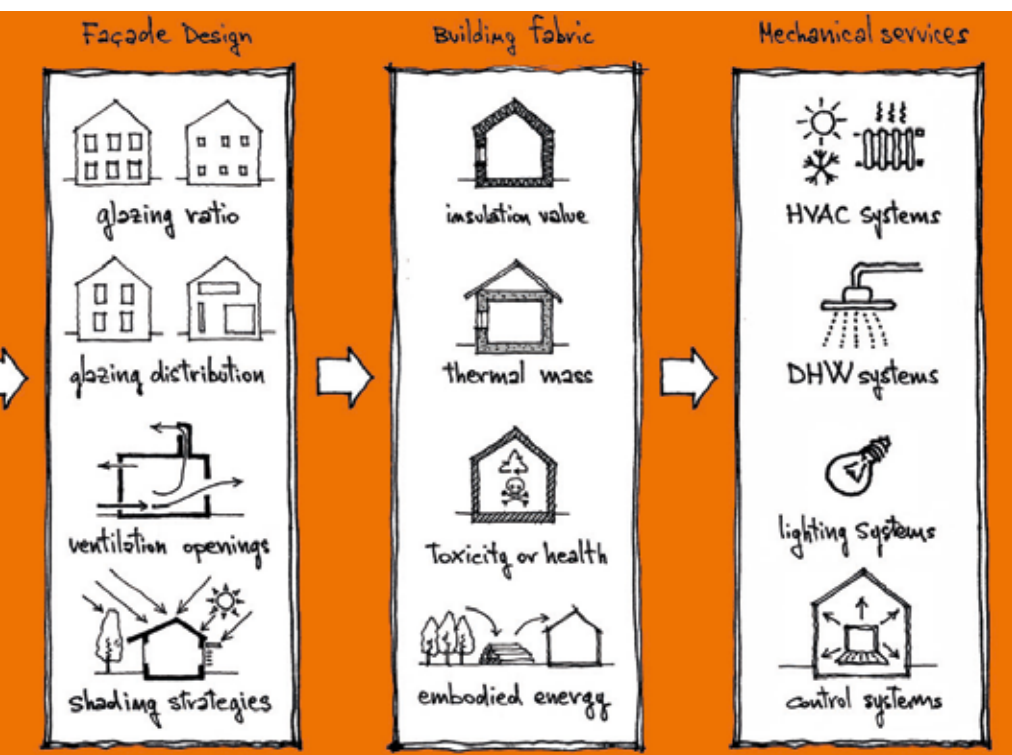 Façade Design
glazing ratio
glazing distribution
ventilation openings
shading strategies
Building fabric
insulation value
thermal mass
Toxicity or health
embodied energy
Mechanical services
HVAC systems
DHW systems
lighting systems
control systems